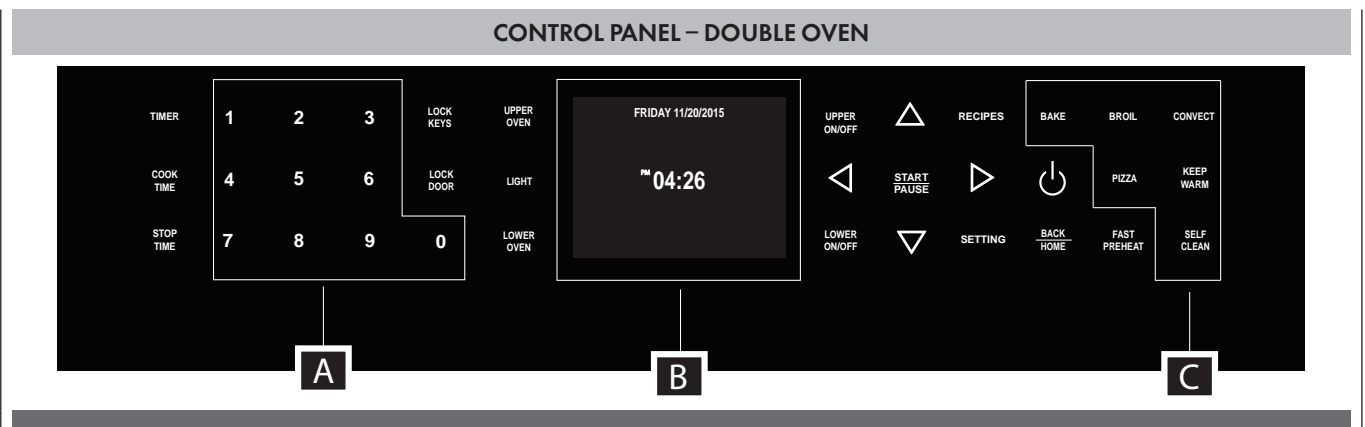 CONTROL PANEL – DOUBLE OVEN
TIMER 1 2 3 LOCK KEYS UPPER OVEN FRIDAY 11/20/2015 UPPER ON/OFF RECIPES BAKE BROIL CONVECT
COOK TIME 4 5 6 LOCK DOOR LIGHT PM 04:26 START PAUSE PIZZA KEEP WARM
STOP TIME 7 8 9 0 LOWER OVEN LOWER ON/OFF SETTING BACK HOME FAST PREHEAT SELF CLEAN
A B C